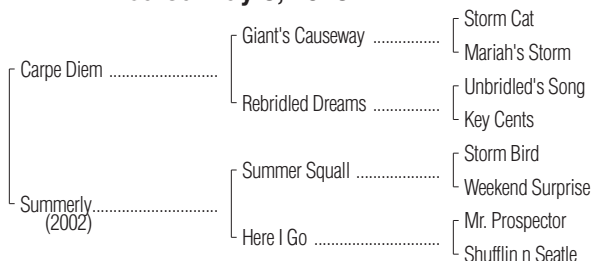 Giant's Causeway ................
Storm Cat
Mariah's Storm
Carpe Diem ..........................
Rebridled Dreams ................
Unbridled's Song
Key Cents
Summer Squall ....................
Storm Bird
Weekend Surprise
Summerly..............................
(2002)
Here I Go ..............................
Mr. Prospector
Shufflin n Seatle